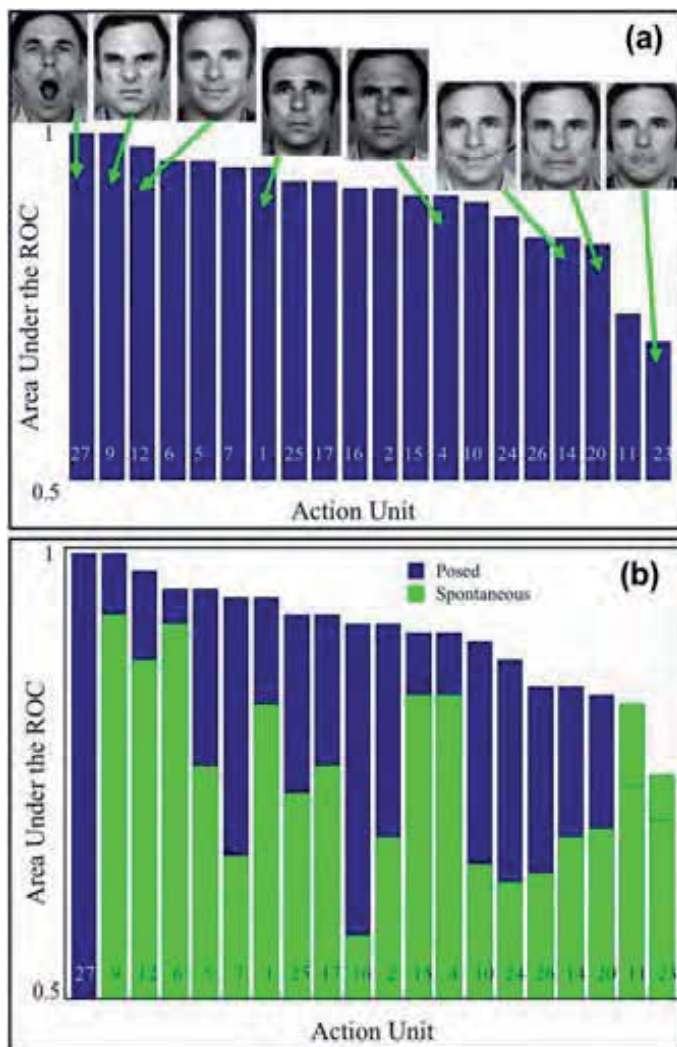 (a)
1
Area Under the ROC
0.5
27 9 12 6 5 7 1 25 17 16 2 15 4 10 24 26 14 20 11 23
Action Unit
(b)
1
Posed
Spontaneous
Area Under the ROC
0.5
27 9 12 6 5 7 1 25 17 16 2 15 4 10 24 26 14 20 11 23
Action Unit